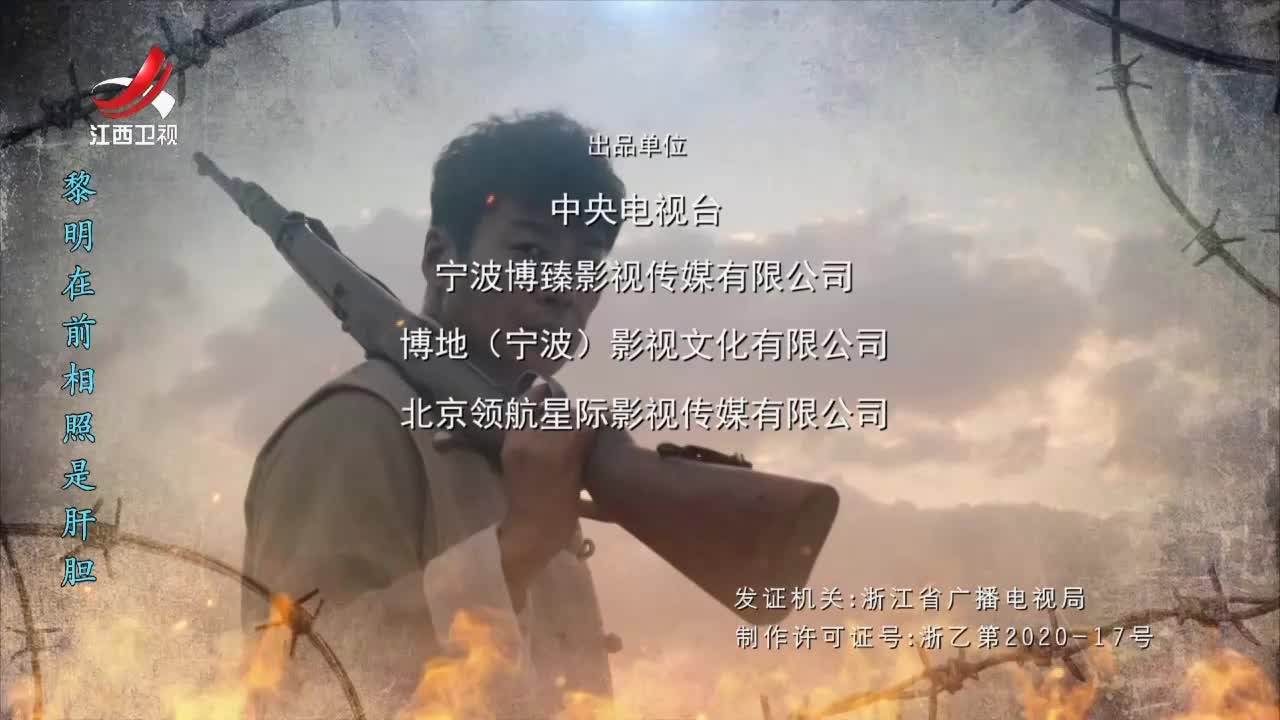 江西卫视
黎明在前相照是肝胆
出品单位
中央电视台
宁波博臻影视传媒有限公司
博地（宁波）影视文化有限公司
北京领航星际影视传媒有限公司
发证机关:浙江省广播电视局
制作许可证号:浙乙第2020-17号